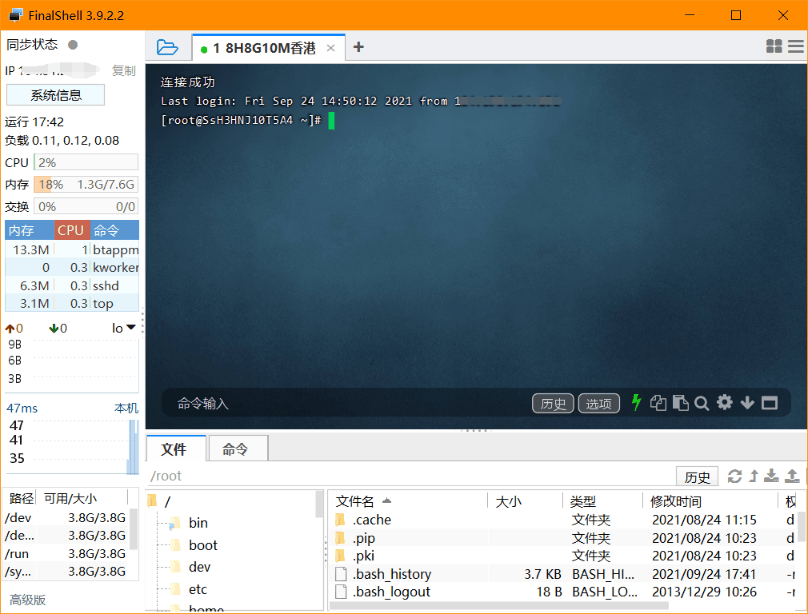 FinalShell 3.9.2.2
同步状态
IP
复制
系统信息
运行 17:42
负载 0.11, 0.12, 0.08
CPU 2%
内存 18% 1.3G/7.6G
交换 0% 0/0
内存 CPU 命令
13.3M 1 btappm
0 0.3 kworker
6.3M 0.3 sshd
3.1M 0.3 top
0 0 lo
9B
6B
3B
47ms 本机
47
41
35
路径 可用/大小
/dev 3.8G/3.8G
/de... 3.8G/3.8G
/run 3.8G/3.8G
/sy... 3.8G/3.8G
高级版
1 8H8G10M香港 × +
连接成功
Last login: Fri Sep 24 14:50:12 2021 from 1
[root@SsH3HNJ10T5A4 ~]#
命令输入 历史 选项
文件 命令
/root 历史
/
bin
boot
dev
etc
home
文件名 大小 类型 修改时间 权
.cache 文件夹 2021/08/24 11:15 d
.pip 文件夹 2021/08/24 10:23 d
.pki 文件夹 2021/08/24 10:23 d
.bash_history 3.7 KB BASH_HI... 2021/09/24 17:41 -r
.bash_logout 18 B BASH_LO... 2013/12/29 10:26 -r